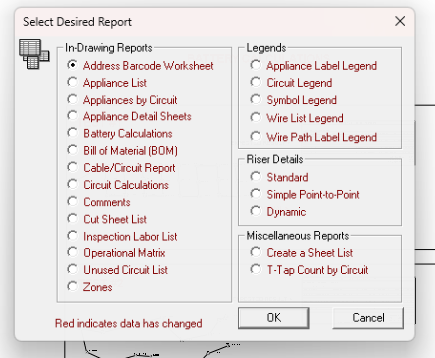 Select Desired Report
In-Drawing Reports
Address Barcode Worksheet
Appliance List
Appliances by Circuit
Appliance Detail Sheets
Battery Calculations
Bill of Material (BOM)
Cable/Circuit Report
Circuit Calculations
Comments
Cut Sheet List
Inspection Labor List
Operational Matrix
Unused Circuit List
Zones
Legends
Appliance Label Legend
Circuit Legend
Symbol Legend
Wire List Legend
Wire Path Label Legend
Riser Details
Standard
Simple Point-to-Point
Dynamic
Miscellaneous Reports
Create a Sheet List
T-Tap Count by Circuit
Red indicates data has changed
OK
Cancel